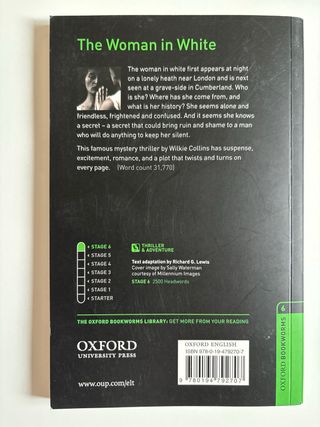 The Woman in White
The woman in white first appears at night
on a lonely heath near London and is next
seen at a grave-side in Cumberland. Who
is she? Where has she come from, and
what is her history? She seems alone and
friendless, frightened and confused. And it seems she knows
a secret – a secret that could bring ruin and shame to a man
who will do anything to keep her silent.
This famous mystery thriller by Wilkie Collins has suspense,
excitement, romance, and a plot that twists and turns on
every page. (Word count 31,770)
STAGE 6
STAGE 5
STAGE 4
STAGE 3
STAGE 2
STAGE 1
STARTER
THRILLER
& ADVENTURE
Text adaptation by Richard G. Lewis
Cover image by Sally Waterman
courtesy of Millennium Images
STAGE 6 2500 Headwords
THE OXFORD BOOKWORMS LIBRARY: GET MORE FROM YOUR READING
OXFORD
UNIVERSITY PRESS
www.oup.com/elt
OXFORD ENGLISH
ISBN 978-0-19-479270-7
9 780194 792707
6
OXFORD BOOKWORMS